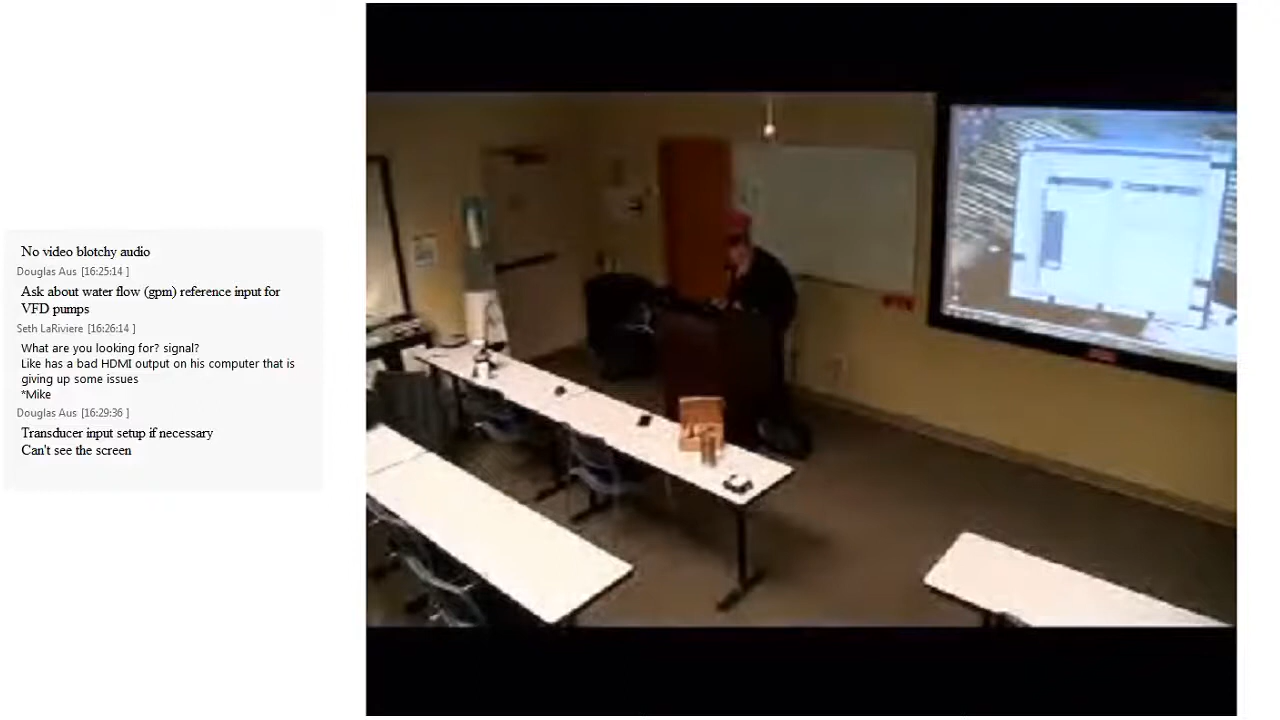 No video blotchy audio
Douglas Aus [16:25:14 ]
Ask about water flow (gpm) reference input for
VFD pumps
Seth LaRiviere [16:26:14 ]
What are you looking for? signal?
Like has a bad HDMI output on his computer that is
giving up some issues
*Mike
Douglas Aus [16:29:36 ]
Transducer input setup if necessary
Can't see the screen